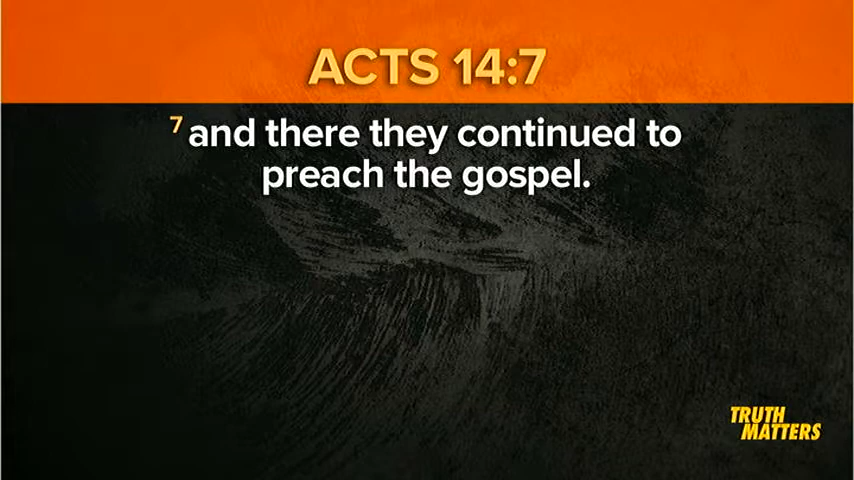 ACTS 14:7
7 and there they continued to
preach the gospel.
TRUTH
MATTERS